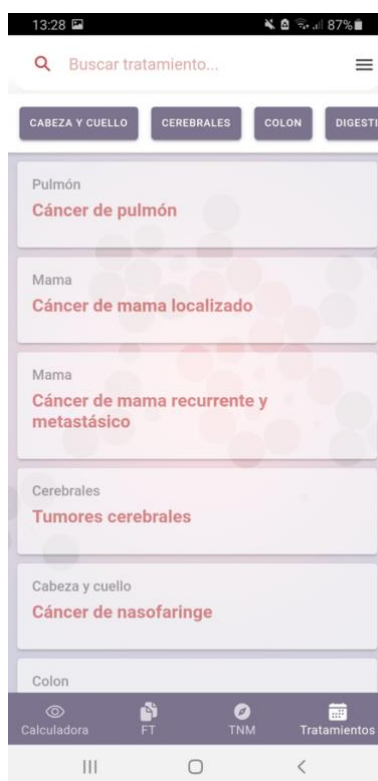 13:28 87%
Buscar tratamiento...
CABEZA Y CUELLO CEREBRALES COLON DIGESTI
Pulmón
Cáncer de pulmón
Mama
Cáncer de mama localizado
Mama
Cáncer de mama recurrente y
metastásico
Cerebrales
Tumores cerebrales
Cabeza y cuello
Cáncer de nasofaringe
Colon
Calculadora FT TNM Tratamientos